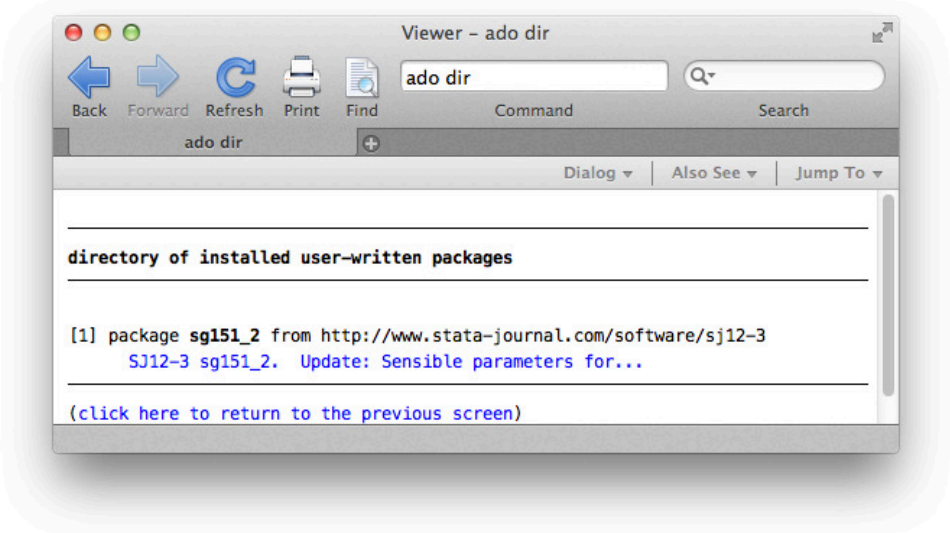 Viewer – ado dir
ado dir
Back Forward Refresh Print Find Command Search
ado dir
Dialog Also See Jump To
directory of installed user–written packages
[1] package sg151_2 from http://www.stata-journal.com/software/sj12-3
SJ12–3 sg151_2. Update: Sensible parameters for...
(click here to return to the previous screen)